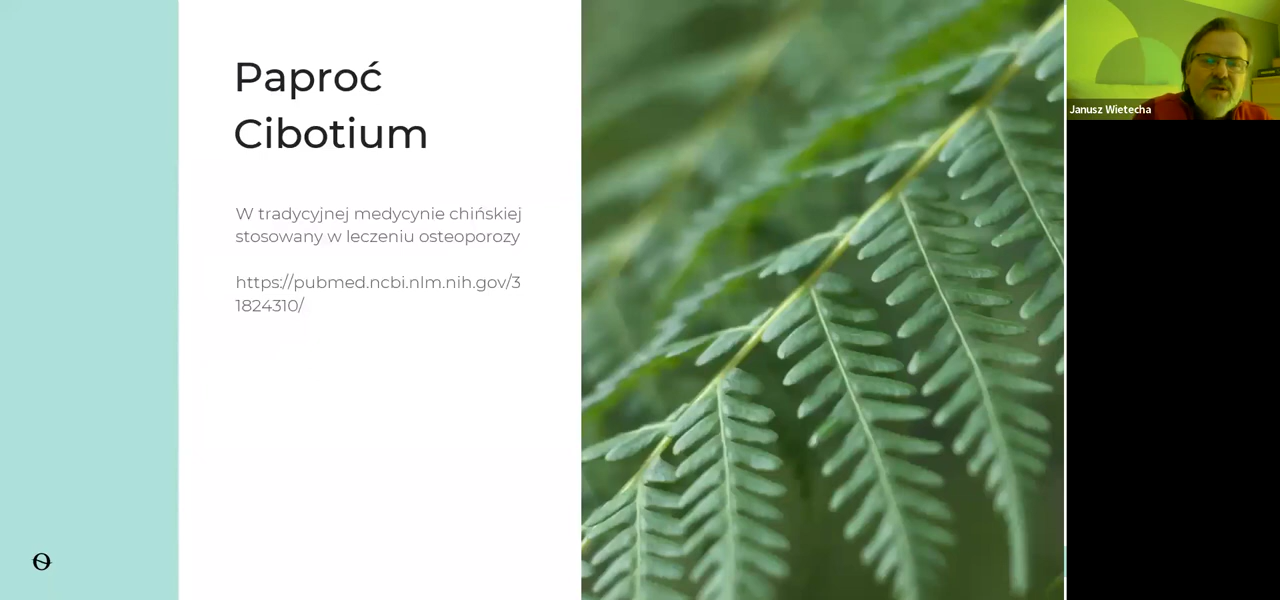 Paproć
Cibotium
W tradycyjnej medycynie chińskiej
stosowany w leczeniu osteoporozy
https://pubmed.ncbi.nlm.nih.gov/3
1824310/
Janusz Wietecha